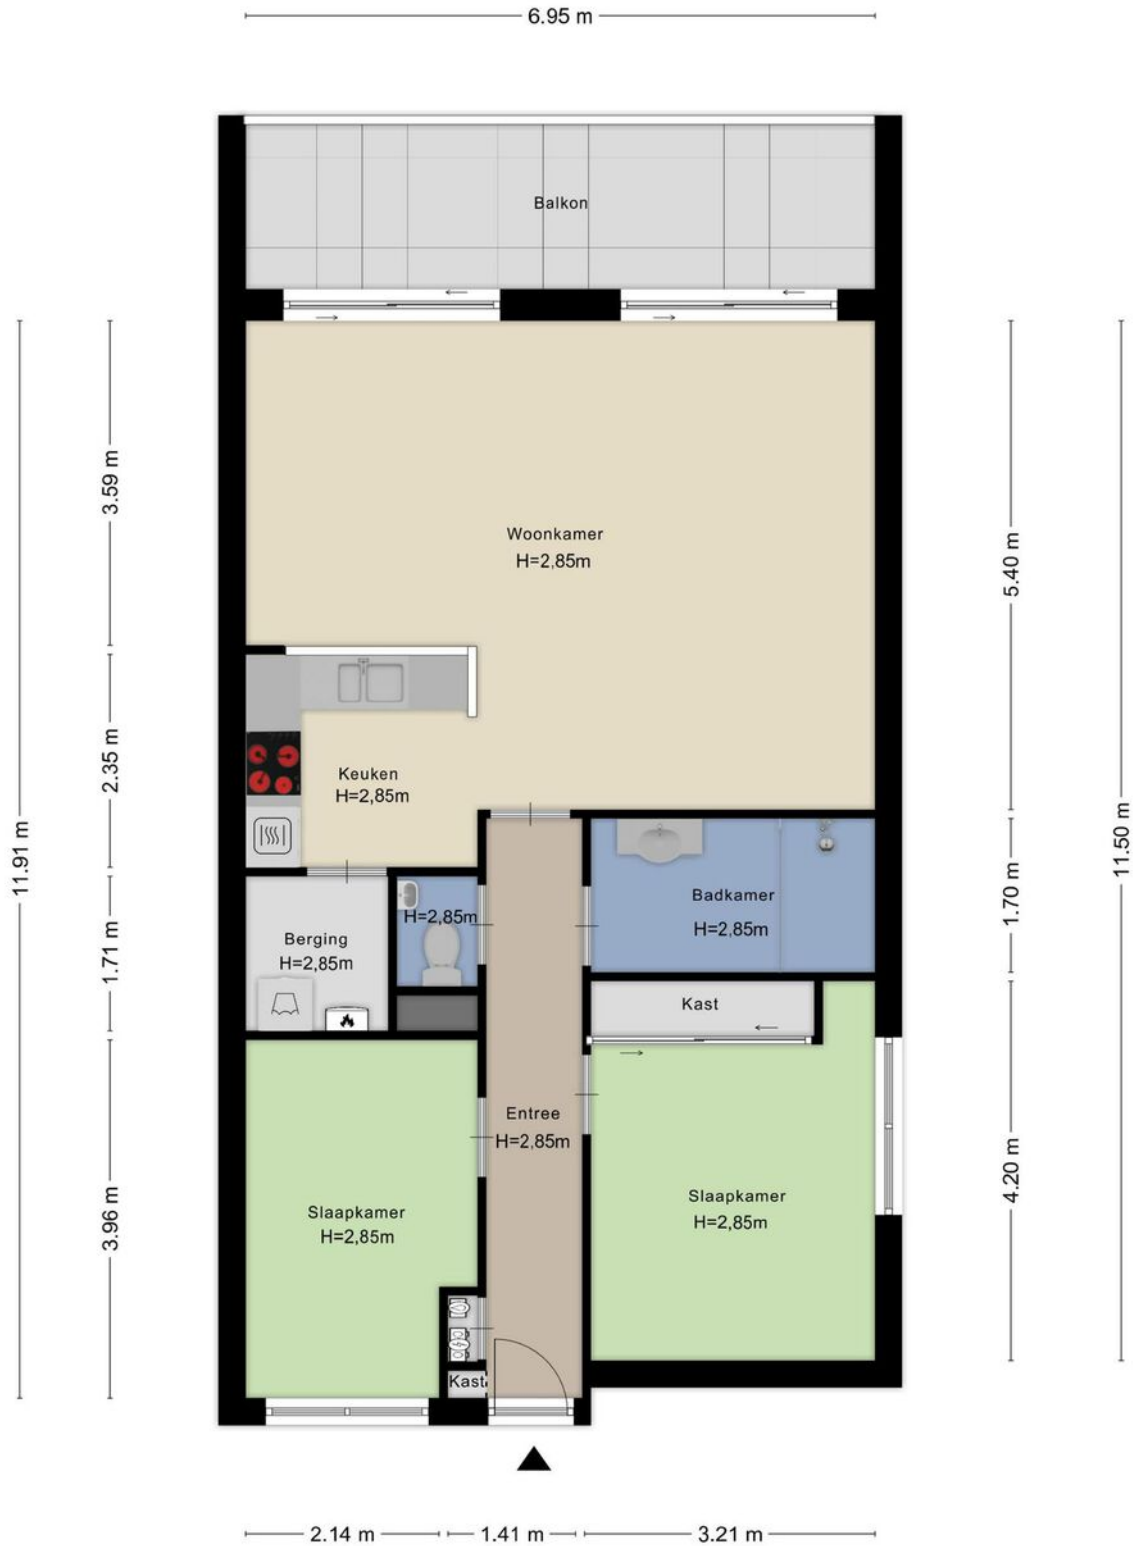 6.95 m
Balkon
3.59 m
Woonkamer
H=2,85m
5.40 m
2.35 m
Keuken
H=2,85m
11.91 m
11.50 m
Badkamer
H=2,85m
1.70 m
H=2,85m
Berging
H=2,85m
1.71 m
Kast
Entree
H=2,85m
4.20 m
Slaapkamer
H=2,85m
Slaapkamer
H=2,85m
3.96 m
Kast
2.14 m
1.41 m
3.21 m